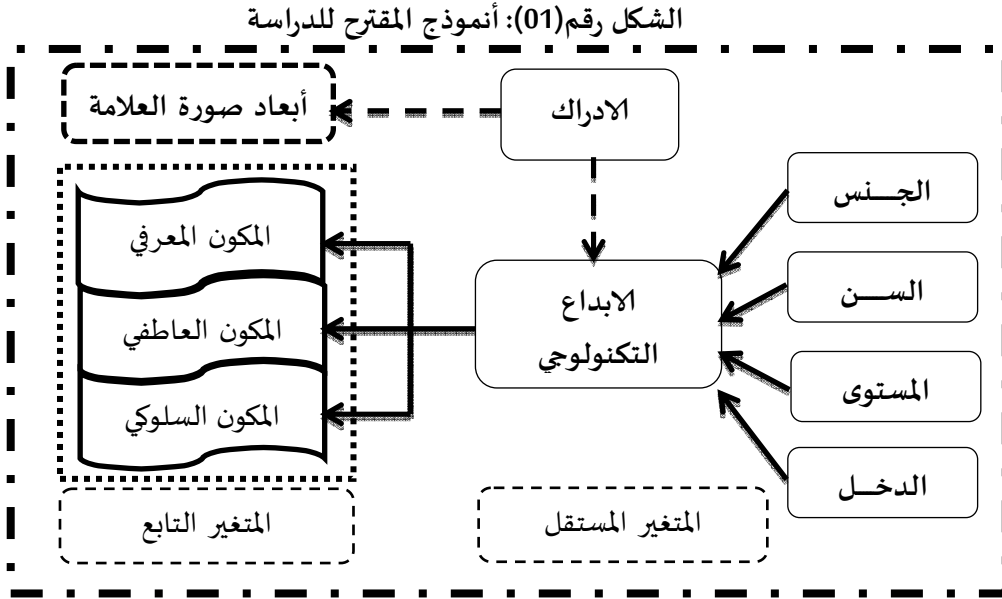 الشكل رقم(01): أنموذج المقترح للدراسة
الادراك
أبعاد صورة العلامة
الجـــنس
الســـن
المستوى
الدخـــل
الابداع
التكنولوجي
المكون المعرفي
المكون العاطفي
المكون السلوكي
المتغير المستقل
المتغير التابع